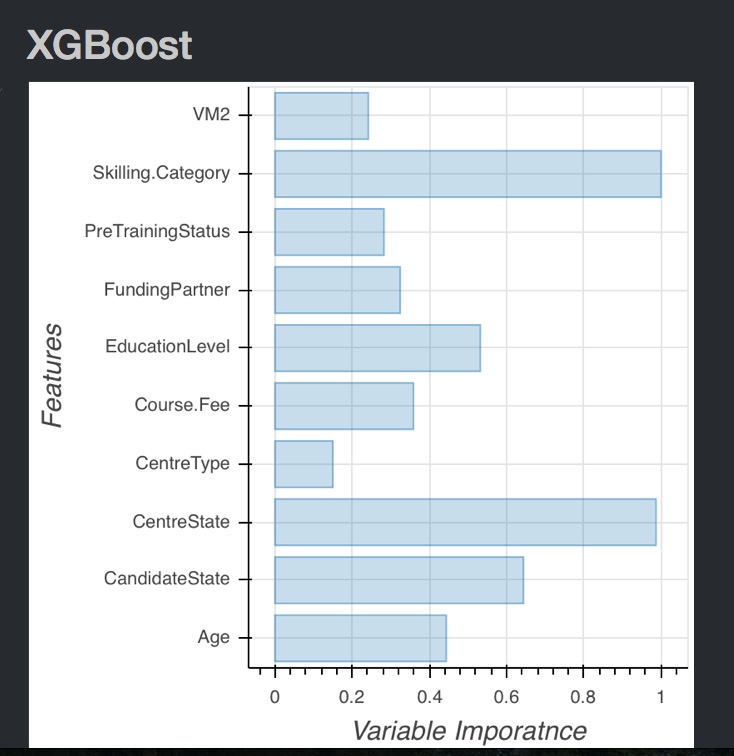 XGBoost
VM2
Skilling.Category
PreTrainingStatus
FundingPartner
EducationLevel
Course.Fee
CentreType
CentreState
CandidateState
Age
Features
0 0.2 0.4 0.6 0.8 1
Variable Imporatnce